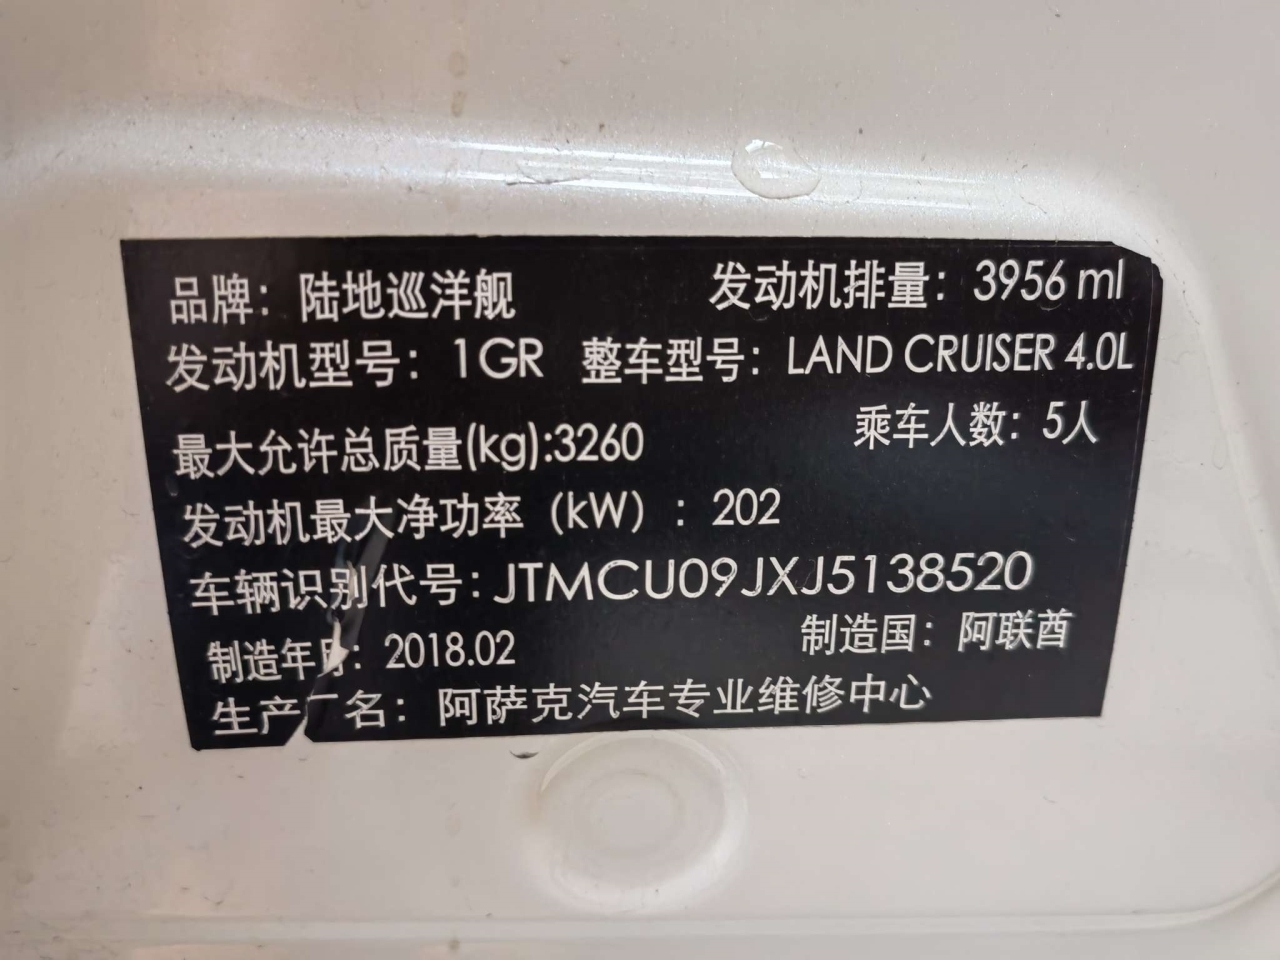 品牌：陆地巡洋舰 发动机排量：3956 ml
发动机型号：1GR 整车型号：LAND CRUISER 4.0L
最大允许总质量(kg):3260 乘车人数：5人
发动机最大净功率（kW）：202
车辆识别代号:JTMCU09JXJ5138520
制造年月：2018.02 制造国：阿联酋
生产厂名：阿萨克汽车专业维修中心